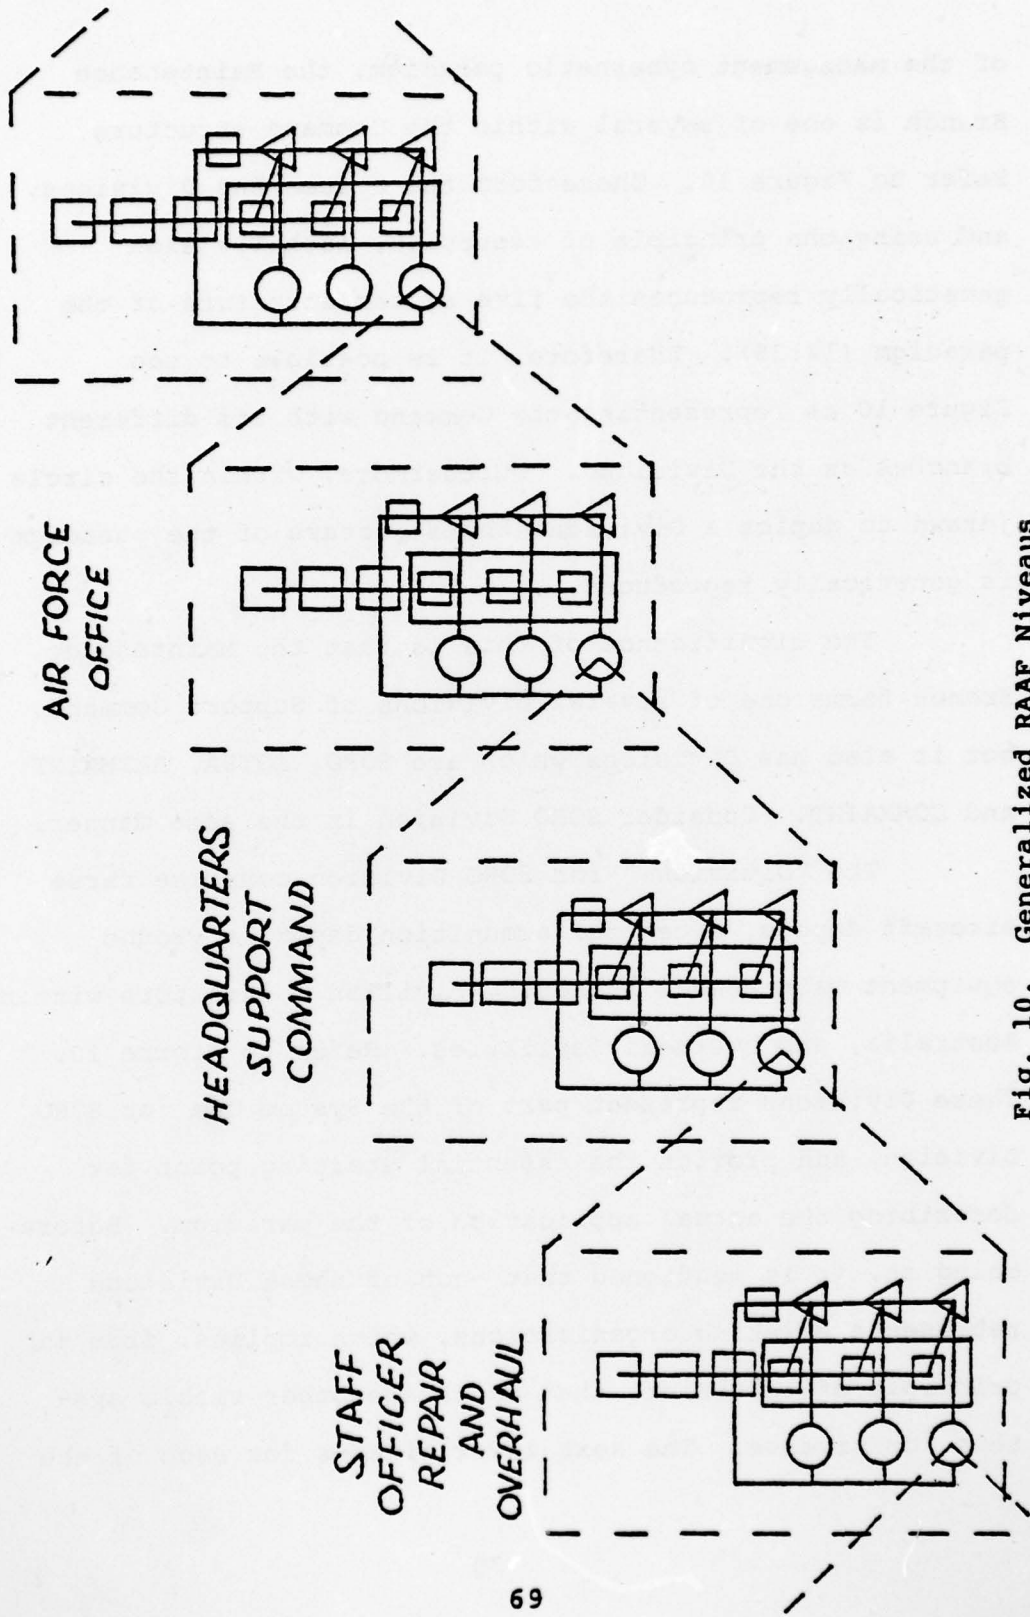 AIR FORCE
OFFICE
HEADQUARTERS
SUPPORT
COMMAND
STAFF
OFFICER
REPAIR
AND
OVERHAUL
Fig. 10. Generalized RAAF Niveaus
69